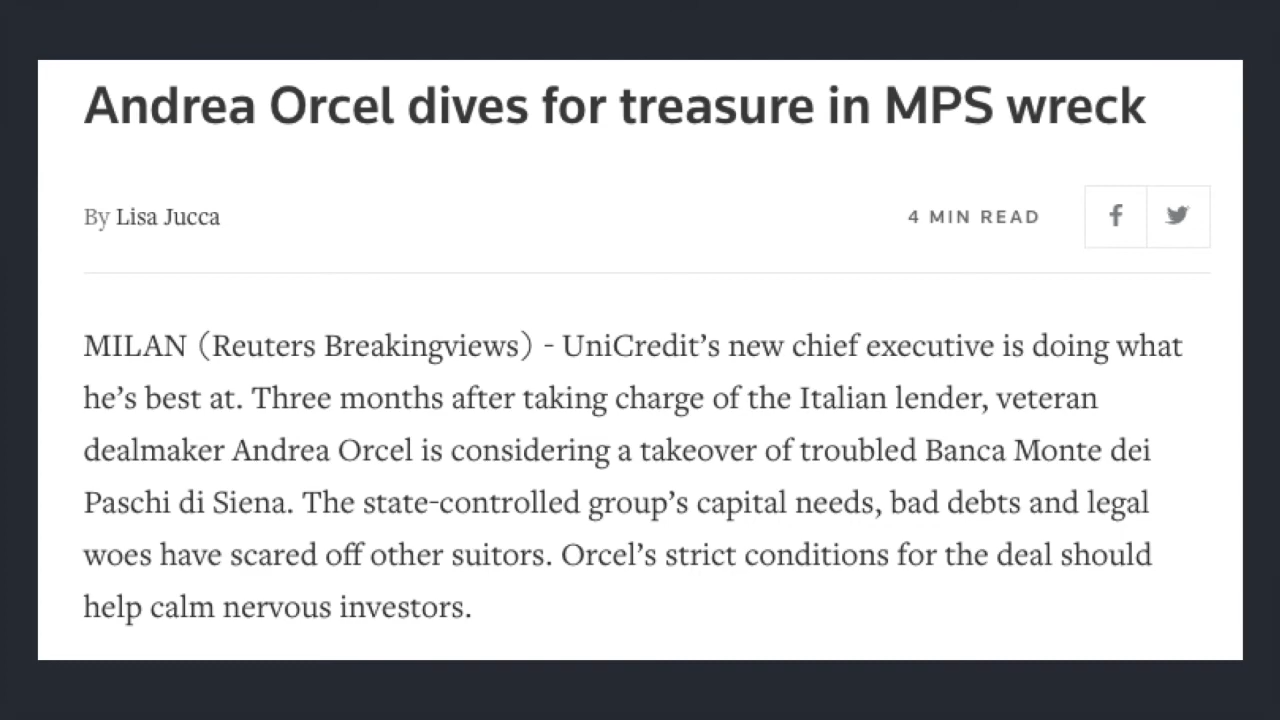 Andrea Orcel dives for treasure in MPS wreck
By Lisa Jucca
4 MIN READ
MILAN (Reuters Breakingviews) - UniCredit’s new chief executive is doing what
he’s best at. Three months after taking charge of the Italian lender, veteran
dealmaker Andrea Orcel is considering a takeover of troubled Banca Monte dei
Paschi di Siena. The state-controlled group’s capital needs, bad debts and legal
woes have scared off other suitors. Orcel’s strict conditions for the deal should
help calm nervous investors.